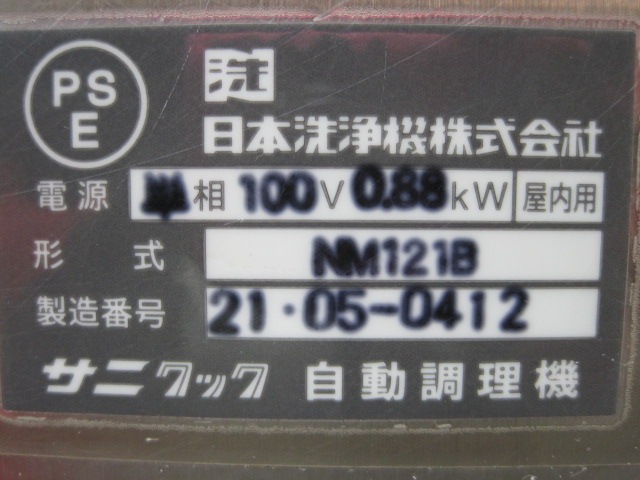 PS
E
洗
日本洗浄機株式会社
電源 単相 100V 0.88kW 屋内用
形式 NM121B
製造番号 21・05-0412
サニクック 自動調理機